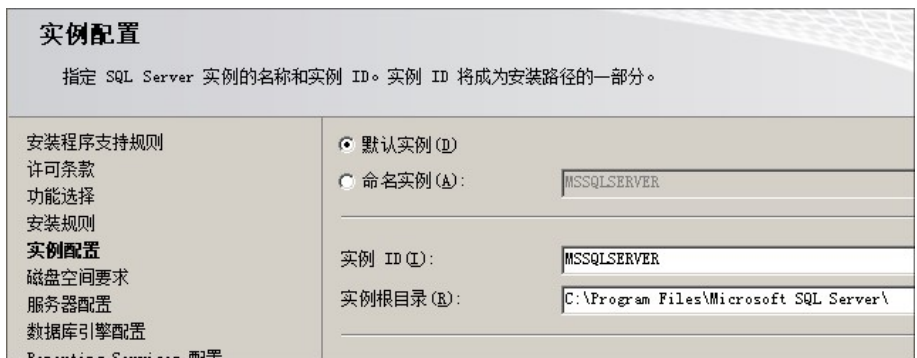 实例配置
指定 SQL Server 实例的名称和实例 ID。实例 ID 将成为安装路径的一部分。
安装程序支持规则
许可条款
功能选择
安装规则
实例配置
磁盘空间要求
服务器配置
数据库引擎配置
Reporting Services 配置
默认实例(D)
命名实例(A): MSSQLSERVER
实例 ID(I): MSSQLSERVER
实例根目录(R): C:\Program Files\Microsoft SQL Server\